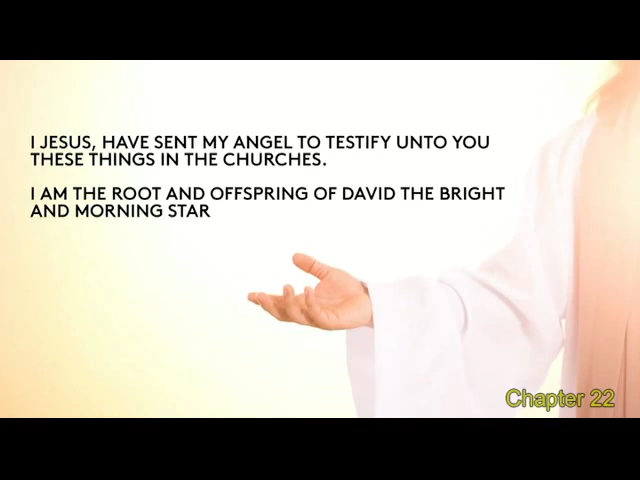 I JESUS, HAVE SENT MY ANGEL TO TESTIFY UNTO YOU
THESE THINGS IN THE CHURCHES.
I AM THE ROOT AND OFFSPRING OF DAVID THE BRIGHT
AND MORNING STAR
Chapter 22